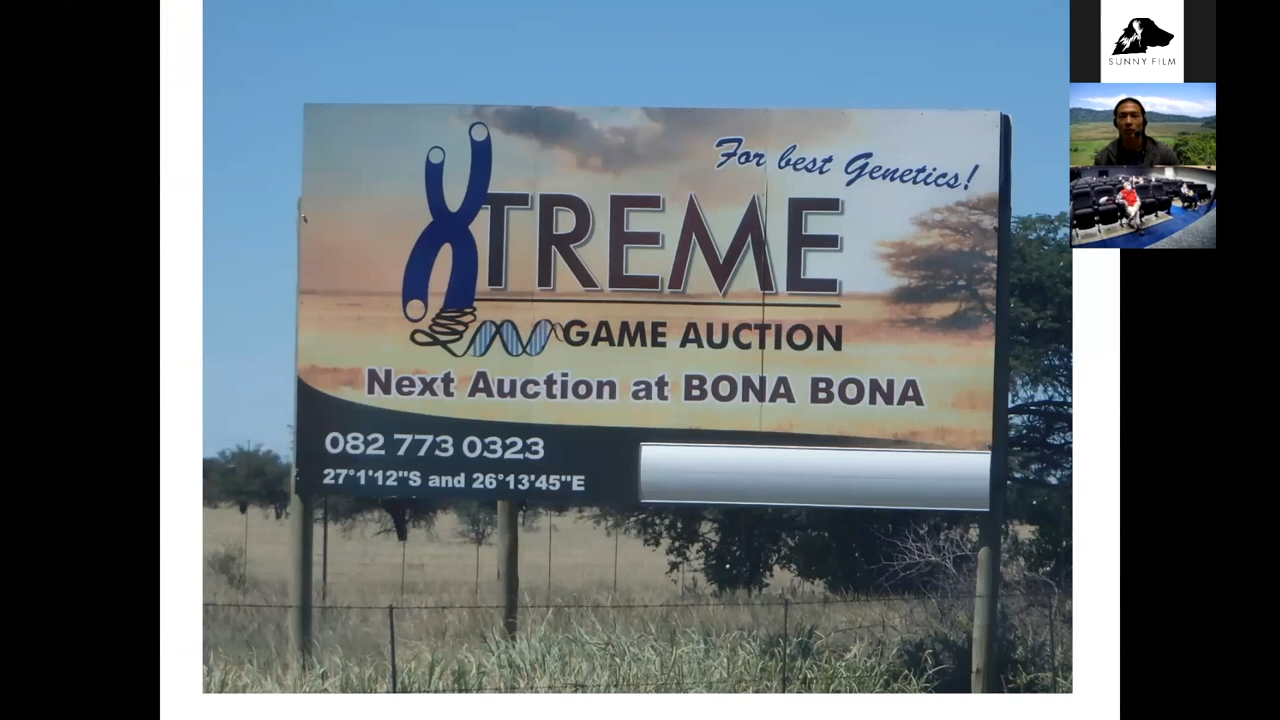 SUNNY FILM
For best Genetics!
XTREME
GAME AUCTION
Next Auction at BONA BONA
082 773 0323
27°1'12"S and 26°13'45"E